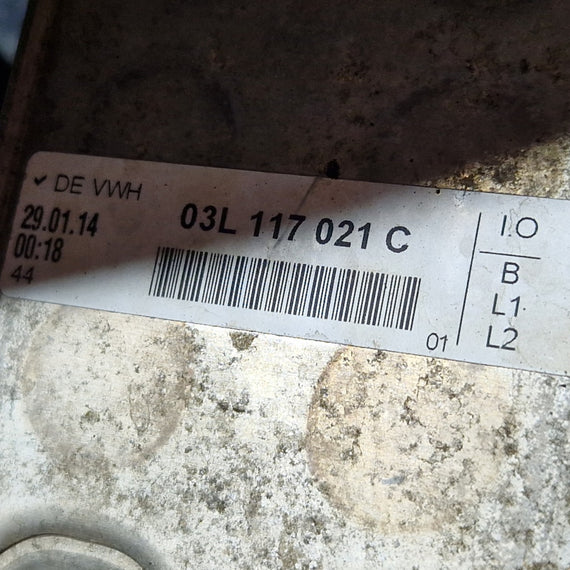 ✓ DE VWH
29.01.14
00:18
44
03L 117 021 C
01
I.O
B
L1
L2